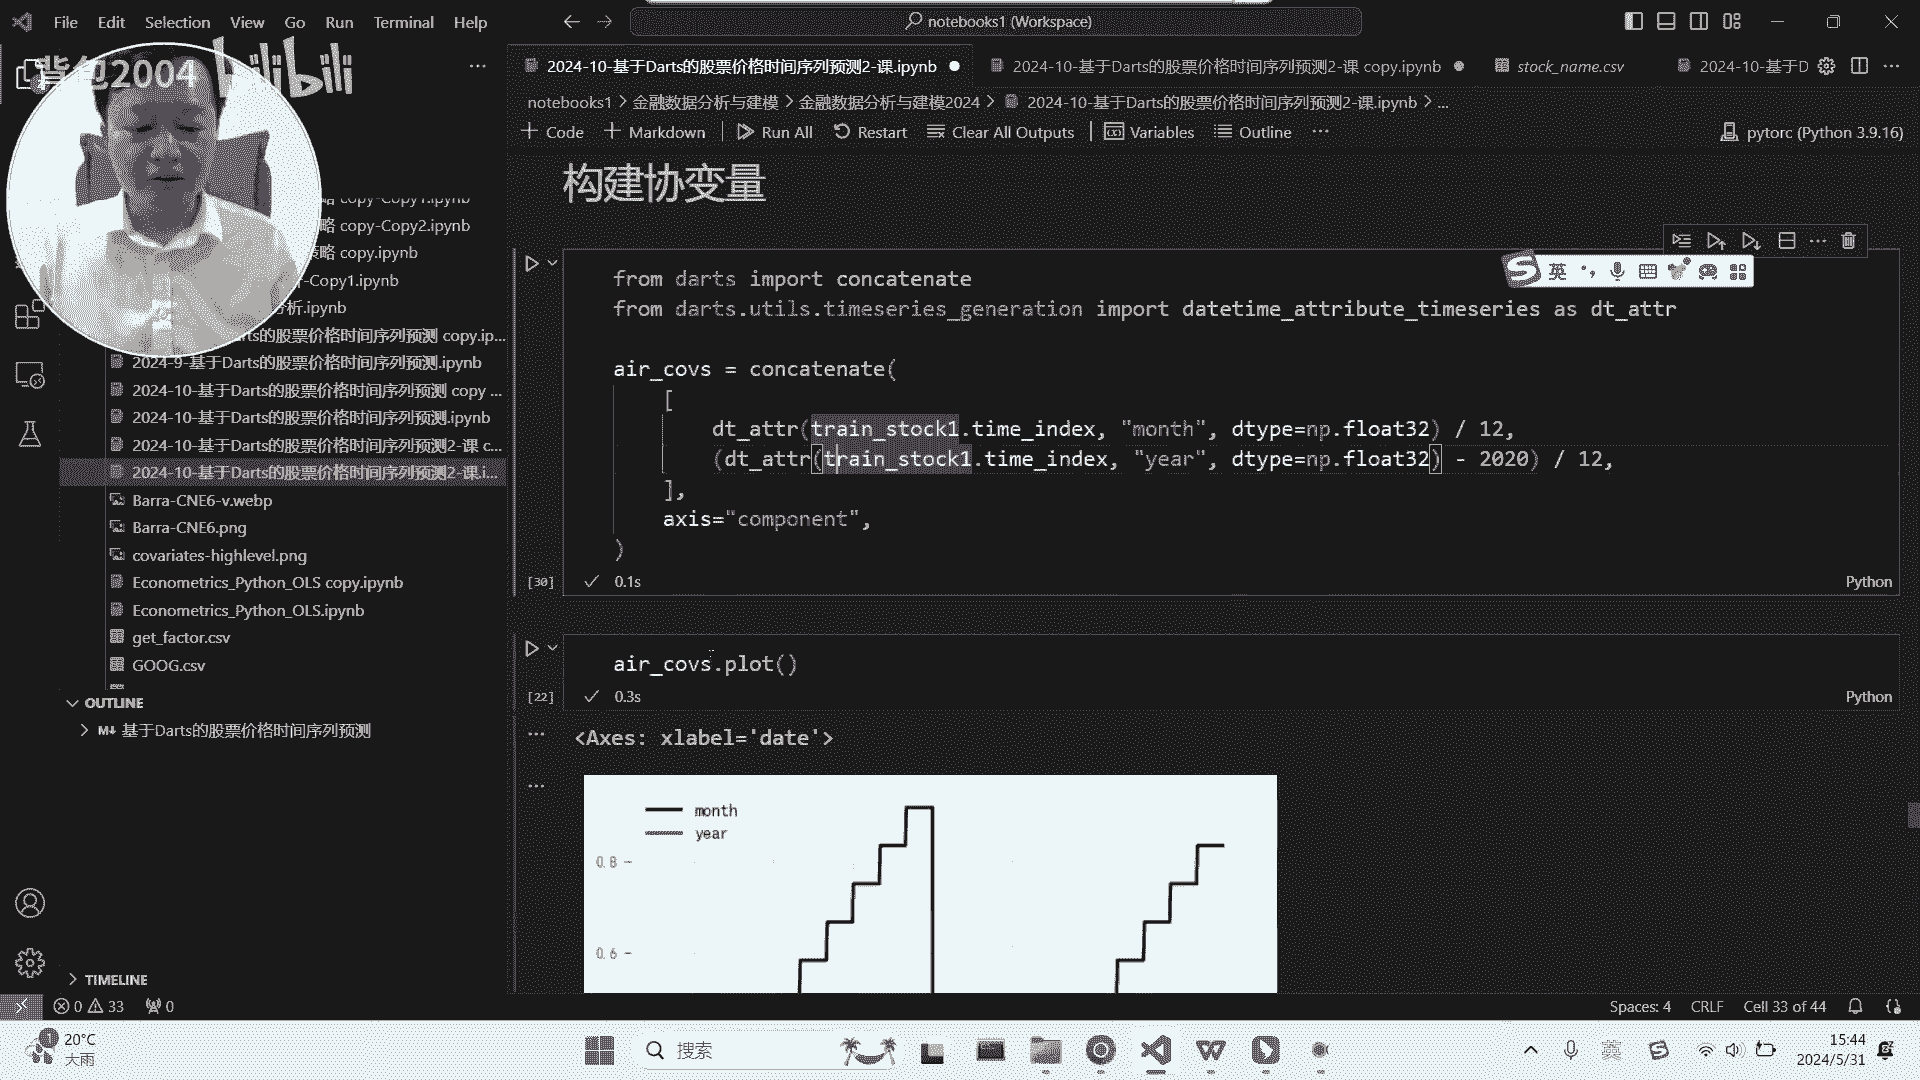 File Edit Selection View Go Run Terminal Help
notebooks1 (Workspace)
背包2004 bilibili
2024-10-基于Darts的股票价格时间序列预测2-课.ipynb
2024-10-基于Darts的股票价格时间序列预测2-课 copy.ipynb
stock_name.csv
2024-10-基于D
notebooks1 > 金融数据分析与建模 > 金融数据分析与建模2024 > 2024-10-基于Darts的股票价格时间序列预测2-课.ipynb > ...
+ Code + Markdown Run All Restart Clear All Outputs Variables Outline ...
pytorc (Python 3.9.16)
略 copy-Copy2.ipynb
策略 copy.ipynb
-Copy1.ipynb
析.ipynb
arts的股票价格时间序列预测 copy.ip...
2024-9-基于Darts的股票价格时间序列预测.ipynb
2024-10-基于Darts的股票价格时间序列预测 copy ...
2024-10-基于Darts的股票价格时间序列预测.ipynb
2024-10-基于Darts的股票价格时间序列预测2-课 c...
2024-10-基于Darts的股票价格时间序列预测2-课.i...
Barra-CNE6-v.webp
Barra-CNE6.png
covariates-highlevel.png
Econometrics_Python_OLS copy.ipynb
Econometrics_Python_OLS.ipynb
get_factor.csv
GOOG.csv
OUTLINE
M↓ 基于Darts的股票价格时间序列预测
TIMELINE
构建协变量
英
from darts import concatenate
from darts.utils.timeseries_generation import datetime_attribute_timeseries as dt_attr
air_covs = concatenate(
[
dt_attr(train_stock1.time_index, "month", dtype=np.float32) / 12,
(dt_attr(train_stock1.time_index, "year", dtype=np.float32) - 2020) / 12,
],
axis="component",
)
[30] ✓ 0.1s Python
air_covs.plot()
[22] ✓ 0.3s Python
<Axes: xlabel='date'>
month
year
0.8
0.6
0 33 0
Spaces: 4 CRLF Cell 33 of 44
1 20°C
大雨
搜索
英
15:44
2024/5/31